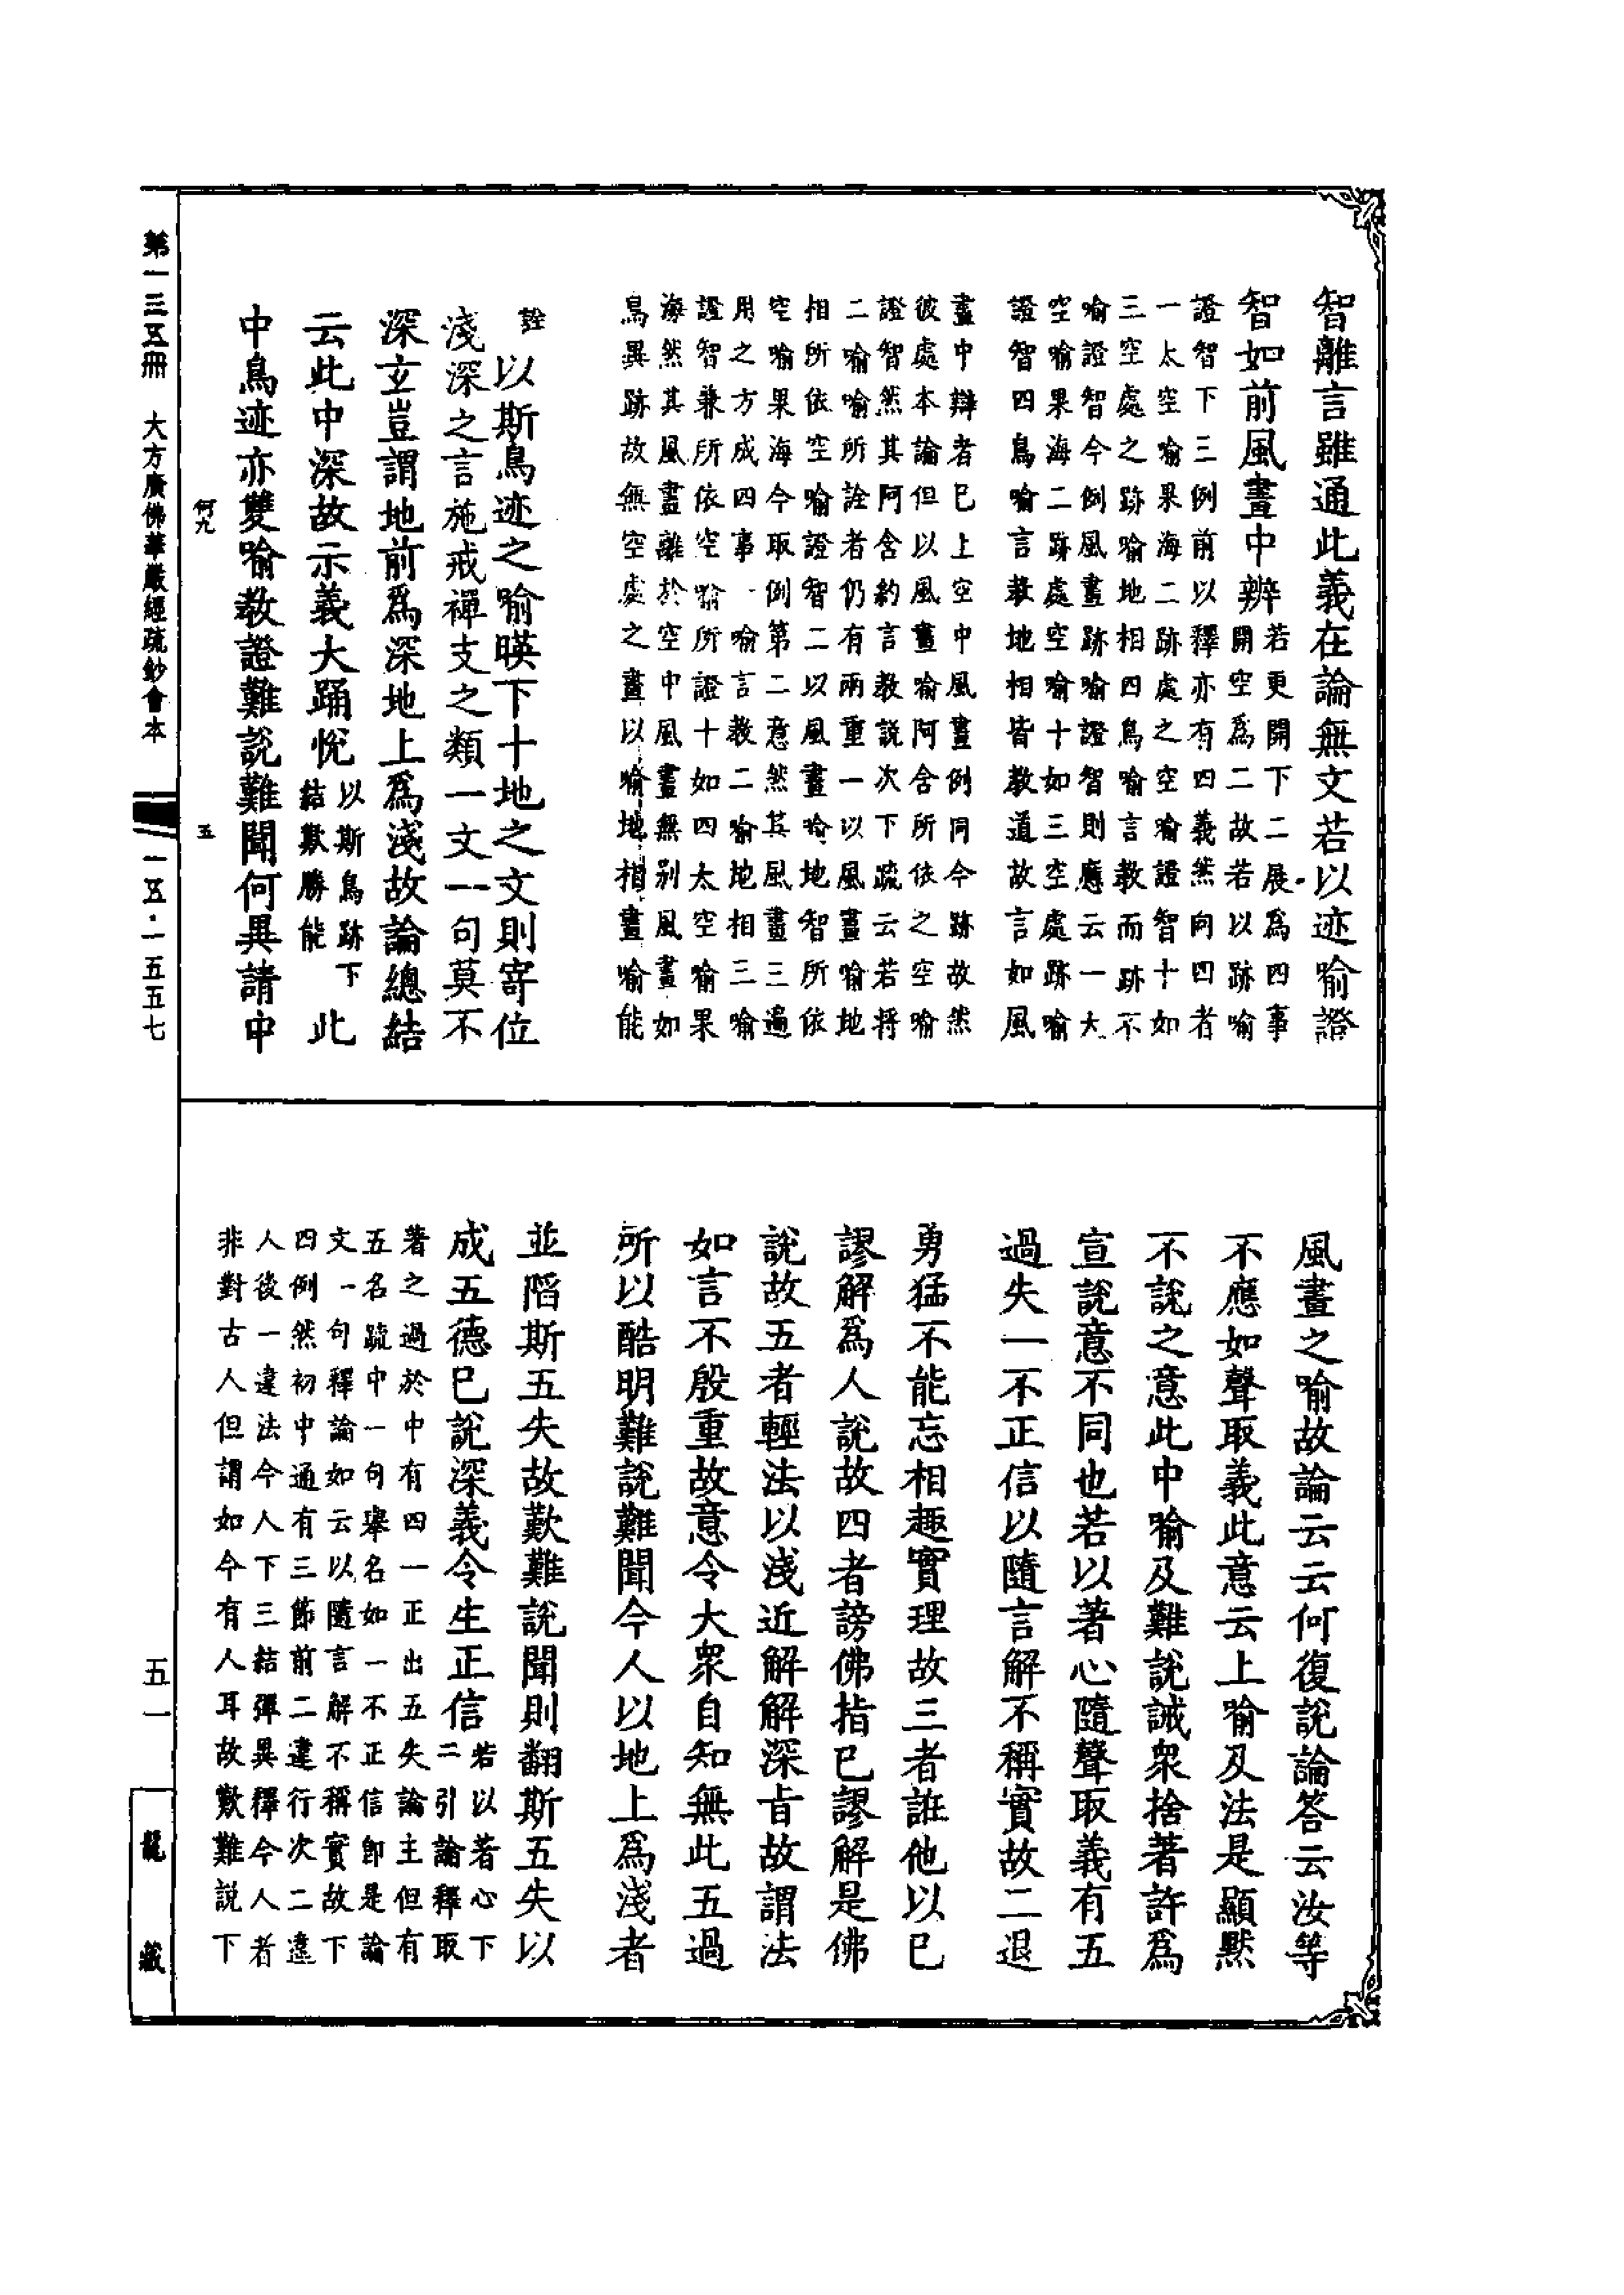 智離言雖通此義在論無文若以迹喻證
智如前風畫中辨
若更開下二展爲四事
開空爲二故若以跡喻
證智下三例前以釋亦有四義然向四者
一太空喻果海二跡處之空喻證智十如
三空處之跡喻地相四鳥喻言教而跡不
喻證智今例風畫跡喻證智則應云一大
空喻果海二跡處空喻十如三空處跡喻
證智四鳥喻言教地相皆教道故言如風
畫中辯者已上空中風畫例同今跡故然
彼處本論但以風畫喻阿含所依之空喻
證智然其阿含約言教說次下疏云若將
二喻喻所詮者仍有兩重一以風畫喻地
相所依空喻證智二以風畫喻地智所依
空喻果海今取例第二意然其風畫三遍
用之方成四事一喻言教二喻地相三喻
證智兼所依空喻所證十如四太空喻果
海然其風畫離於空中風畫無別風畫如
鳥異跡故無空處之畫以喻地相畫喻能
詮
以斯鳥迹之喻暎下十地之文則寄位
淺深之言施戒禪支之類一文一句莫不
深玄豈謂地前爲深地上爲淺故論總結
云此中深故示義大踊悅
以斯鳥跡下
結歎勝能
此
中鳥迹亦雙喻教證難說難聞何異請中
何九
五
風畫之喻故論云云何復說論答云汝等
不應如聲取義此意云上喻及法是顯默
不說之意此中喻及難說誡衆捨著許爲
宣說意不同也若以著心隨聲取義有五
過失一不正信以隨言解不稱實故二退
勇猛不能忘相趣實理故三者誑他以已
謬解爲人說故四者謗佛指已謬解是佛
說故五者輕法以淺近解解深旨故謂法
如言不殷重故意令大衆自知無此五過
所以酷明難說難聞今人以地上爲淺者
並蹈斯五失故歎難說聞則翻斯五失以
成五德已說深義令生正信
若以著心下
二引論釋取
著之過於中有四一正出五失論主但有
五名疏中一句舉名如一不正信卽是論
文一句釋論如云以隨言解不稱實故下
四例然初中通有三節前二違行次二違
人後一違法今人下三結彈異釋今人者
非對古人但謂如今有人耳故歎難說下
第一三五冊　大方廣佛華嚴經疏鈔會本　一五·一五五七
五一
龍藏